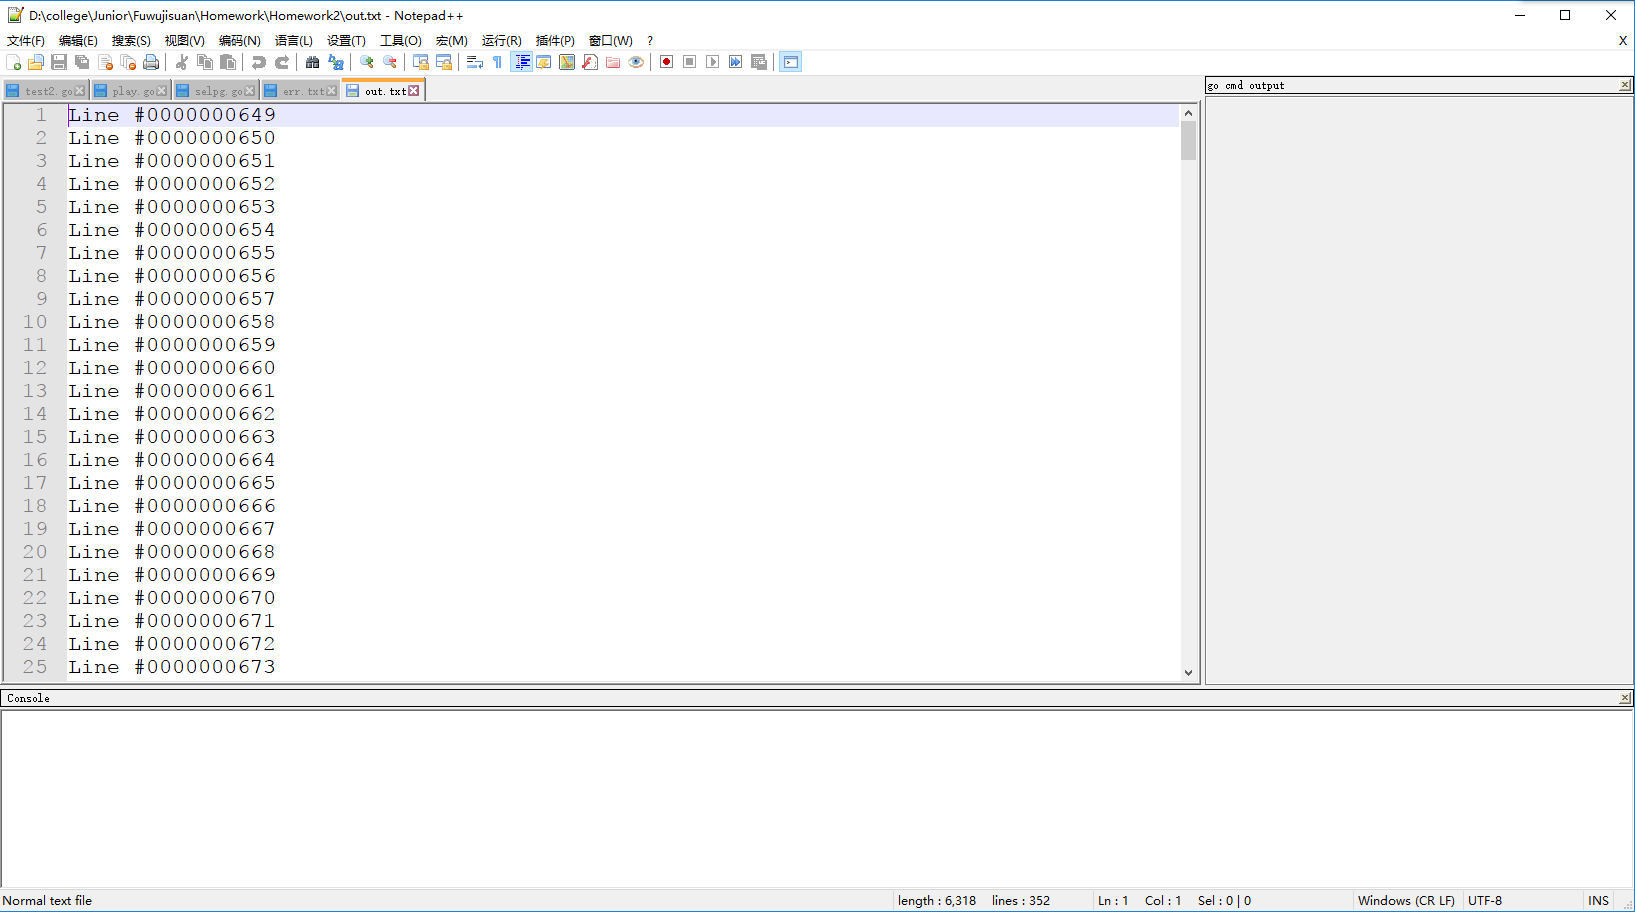 D:\college\Junior\Fuwujisuan\Homework\Homework2\out.txt - Notepad++
文件(F) 编辑(E) 搜索(S) 视图(V) 编码(N) 语言(L) 设置(T) 工具(O) 宏(M) 运行(R) 插件(P) 窗口(W) ? X
test2.go play.go selpg.go err.txt out.txt
go cmd output
1 Line #0000000649
2 Line #0000000650
3 Line #0000000651
4 Line #0000000652
5 Line #0000000653
6 Line #0000000654
7 Line #0000000655
8 Line #0000000656
9 Line #0000000657
10 Line #0000000658
11 Line #0000000659
12 Line #0000000660
13 Line #0000000661
14 Line #0000000662
15 Line #0000000663
16 Line #0000000664
17 Line #0000000665
18 Line #0000000666
19 Line #0000000667
20 Line #0000000668
21 Line #0000000669
22 Line #0000000670
23 Line #0000000671
24 Line #0000000672
25 Line #0000000673
Console
Normal text file length : 6,318 lines : 352 Ln : 1 Col : 1 Sel : 0 | 0 Windows (CR LF) UTF-8 INS